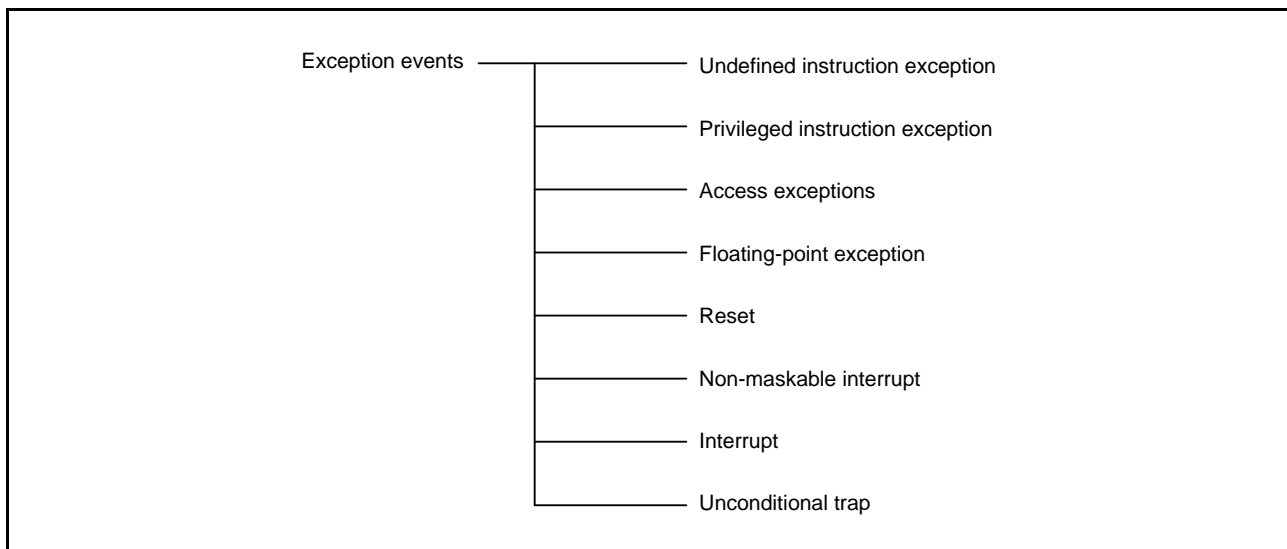 Exception events
Undefined instruction exception
Privileged instruction exception
Access exceptions
Floating-point exception
Reset
Non-maskable interrupt
Interrupt
Unconditional trap